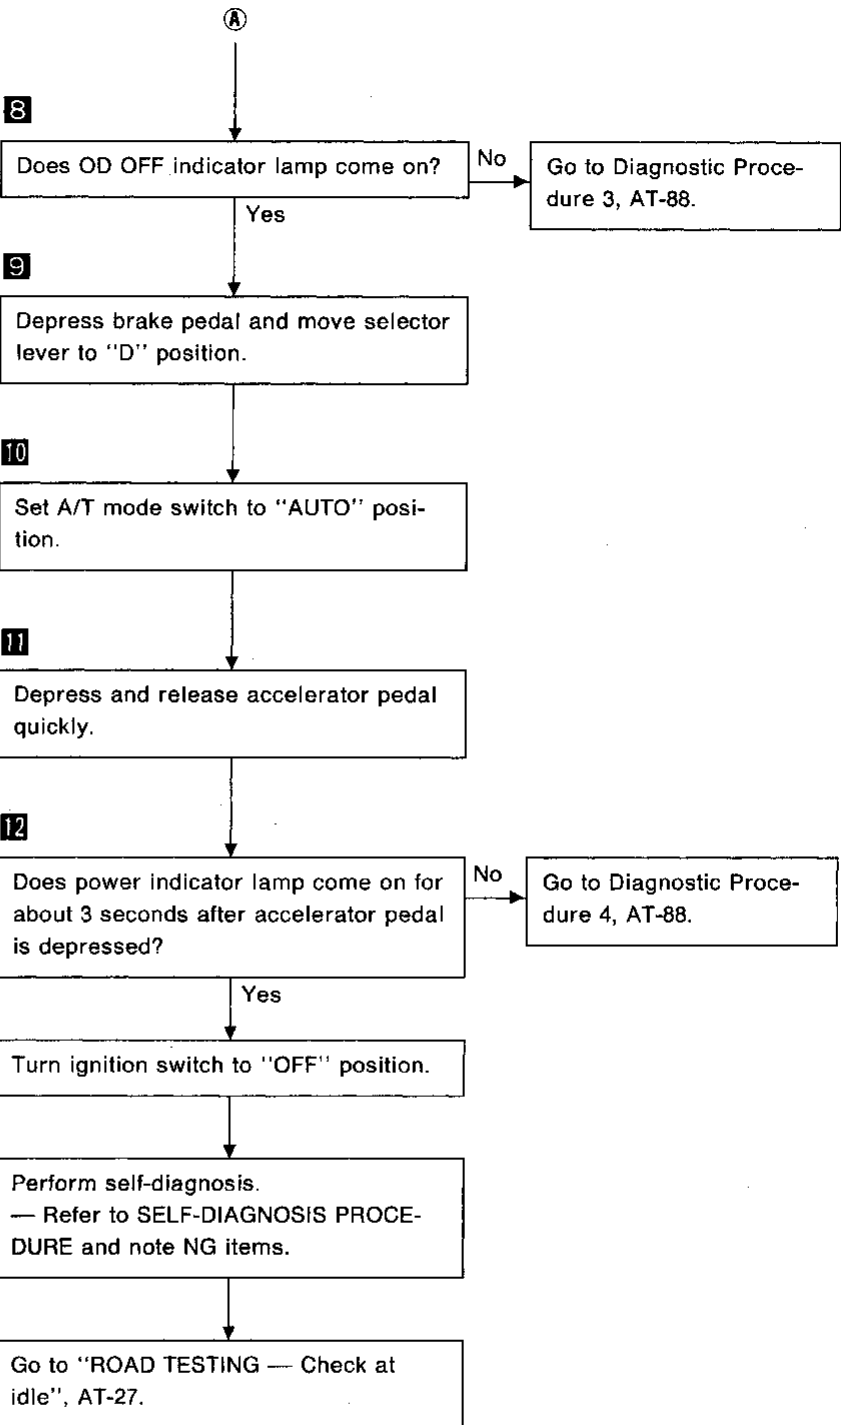 Ⓐ
8
Does OD OFF indicator lamp come on?
No
Go to Diagnostic Proce-
dure 3, AT-88.
Yes
9
Depress brake pedal and move selector
lever to "D" position.
10
Set A/T mode switch to "AUTO" posi-
tion.
11
Depress and release accelerator pedal
quickly.
12
Does power indicator lamp come on for
about 3 seconds after accelerator pedal
is depressed?
No
Go to Diagnostic Proce-
dure 4, AT-88.
Yes
Turn ignition switch to "OFF" position.
Perform self-diagnosis.
— Refer to SELF-DIAGNOSIS PROCE-
DURE and note NG items.
Go to "ROAD TESTING — Check at
idle", AT-27.